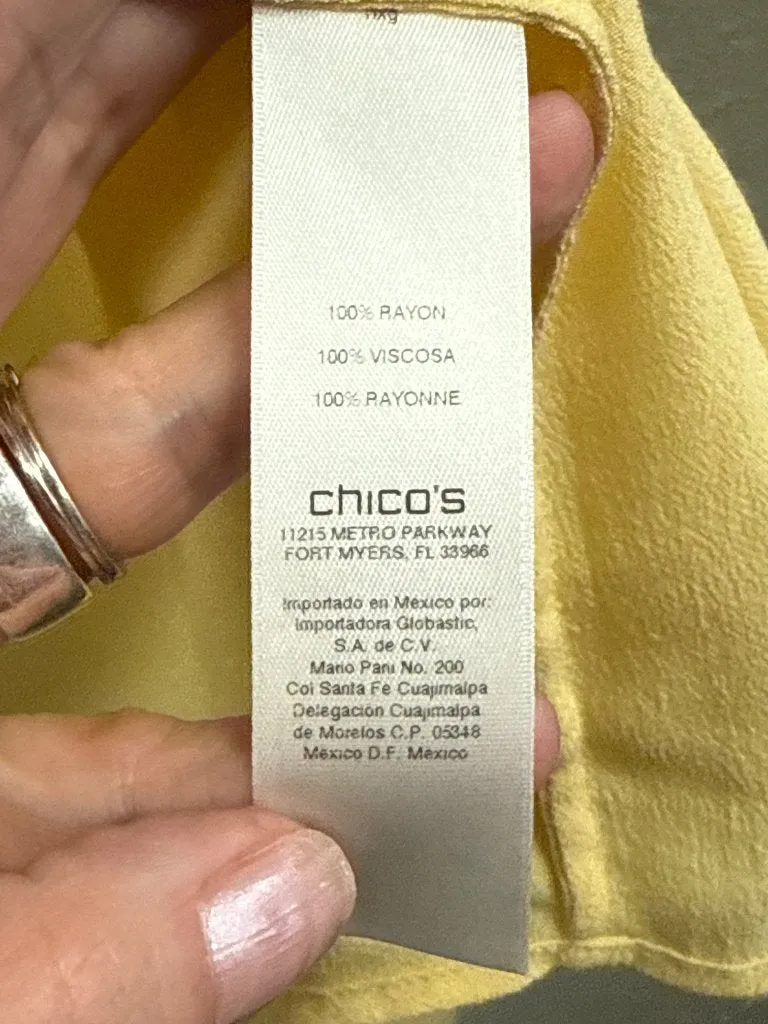 100% RAYON
100% VISCOSA
100% RAYONNE
chico's
11215 METRO PARKWAY
FORT MYERS, FL 33966
Importado en Mexico por:
Importadora Globastic,
S.A. de C.V.
Mario Pani No. 200
Col Santa Fe Cuajimalpa
Delegación Cuajimalpa
de Morelos C.P. 05348
México D.F. Mexico